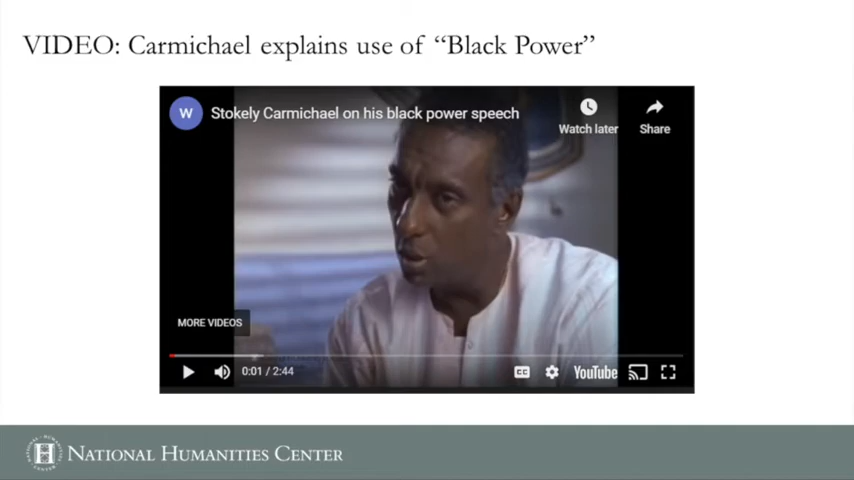 VIDEO: Carmichael explains use of “Black Power”
W
Stokely Carmichael on his black power speech
Watch later
Share
MORE VIDEOS
0:01 / 2:44
CC
YouTube
H
NATIONAL HUMANITIES CENTER